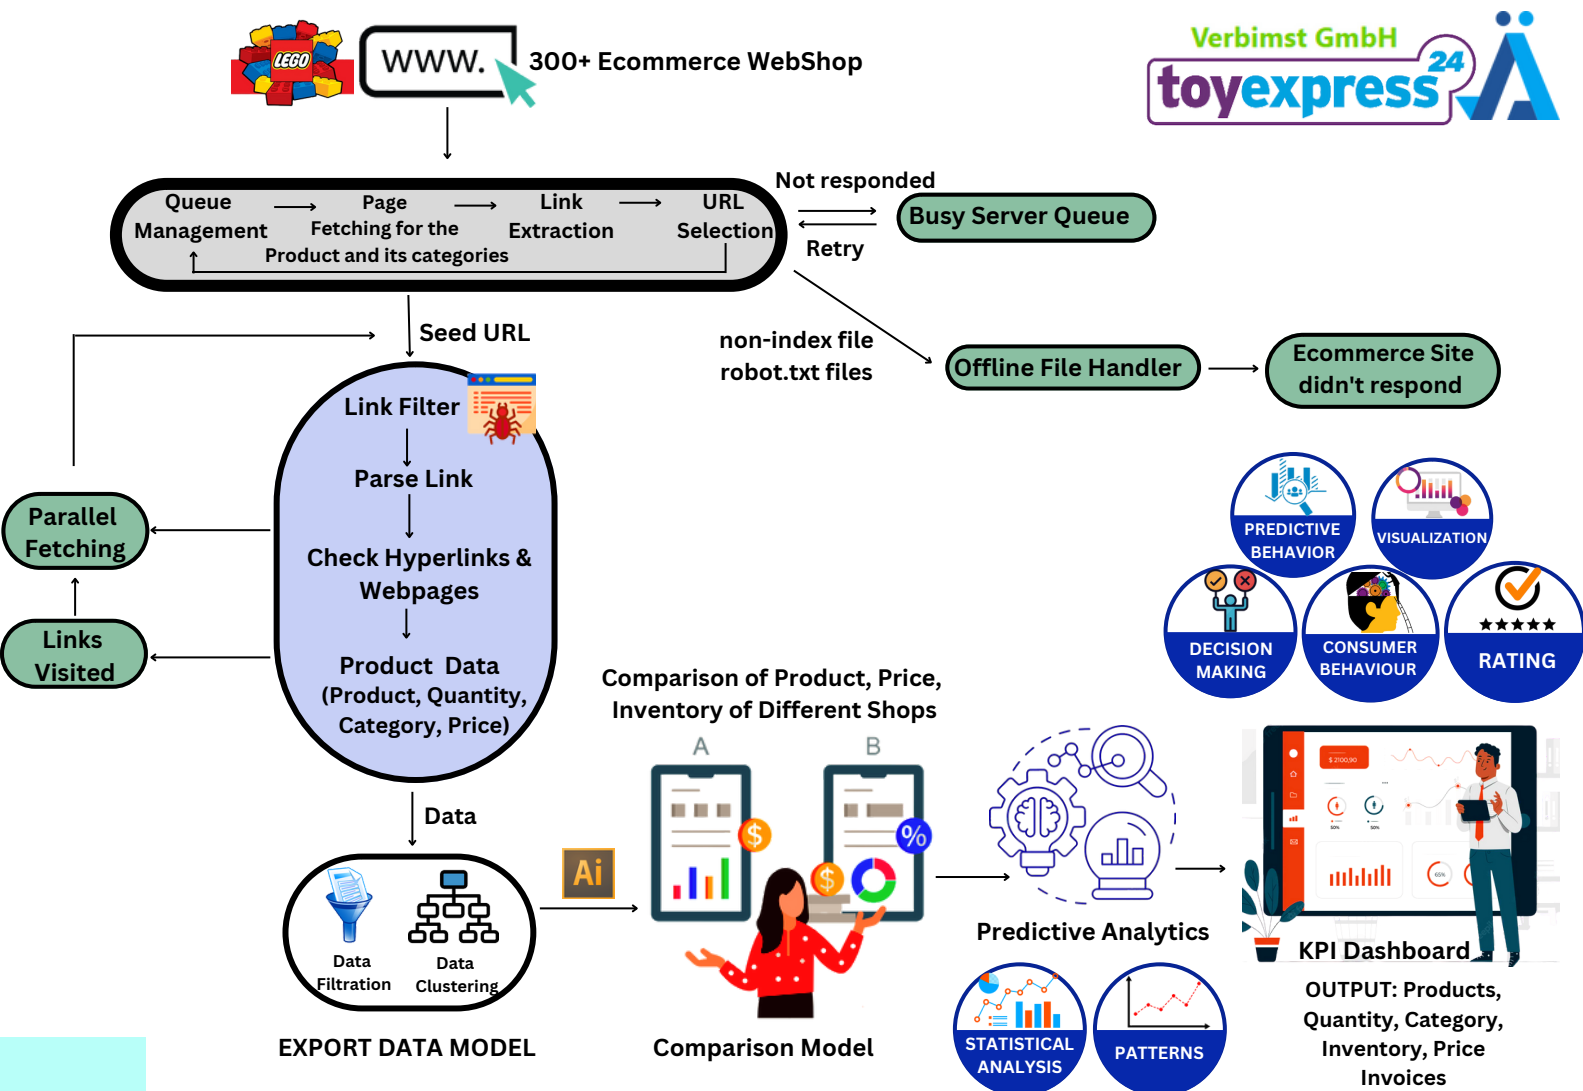 LEGO
WWW.
300+ Ecommerce WebShop
Verbimst GmbH
toyexpress
24
Queue
Management
Page
Fetching for the
Product and its categories
Link
Extraction
URL
Selection
Not responded
Retry
Busy Server Queue
Seed URL
non-index file
robot.txt files
Offline File Handler
Ecommerce Site
didn't respond
Link Filter
Parse Link
Check Hyperlinks &
Webpages
Product Data
(Product, Quantity,
Category, Price)
Parallel
Fetching
Links
Visited
PREDICTIVE
BEHAVIOR
VISUALIZATION
DECISION
MAKING
CONSUMER
BEHAVIOUR
RATING
Data
Data
Filtration
Data
Clustering
EXPORT DATA MODEL
Ai
Comparison of Product, Price,
Inventory of Different Shops
A
B
$
%
$
Comparison Model
Predictive Analytics
STATISTICAL
ANALYSIS
PATTERNS
$ 2100,90
50%
50%
65%
KPI Dashboard
OUTPUT: Products,
Quantity, Category,
Inventory, Price
Invoices